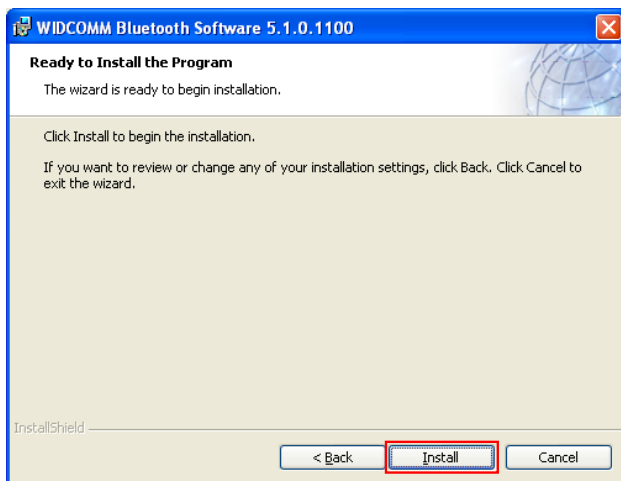 WIDCOMM Bluetooth Software 5.1.0.1100
Ready to Install the Program
The wizard is ready to begin installation.
Click Install to begin the installation.
If you want to review or change any of your installation settings, click Back. Click Cancel to
exit the wizard.
InstallShield
< Back
Install
Cancel